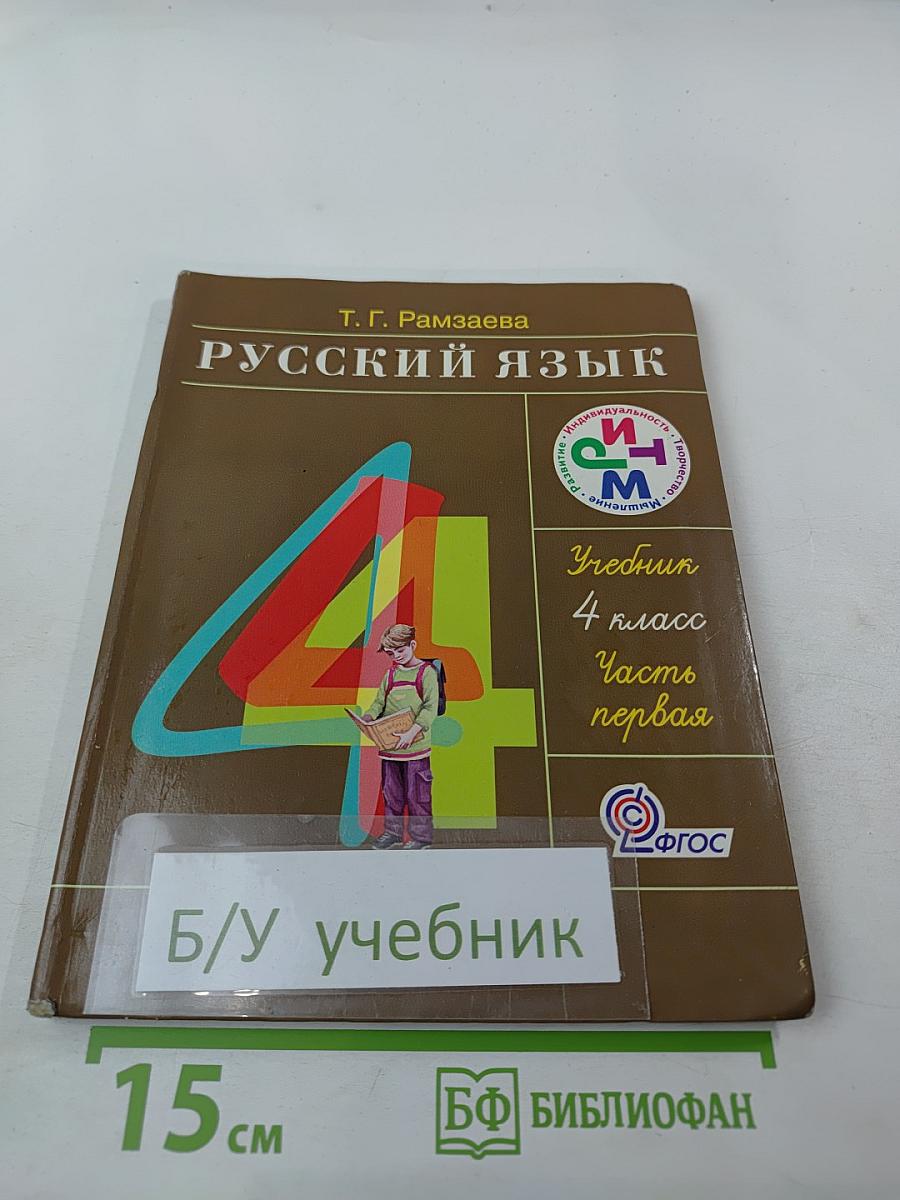 Т. Г. Рамзаева
РУССКИЙ ЯЗЫК
Развитие • Индивидуальность • Творчество • Мышление •
РИТМ
Учебник
4 класс
Часть
первая
4
ФГОС
Б/У учебник
15 см
БФ БИБЛИОФАН